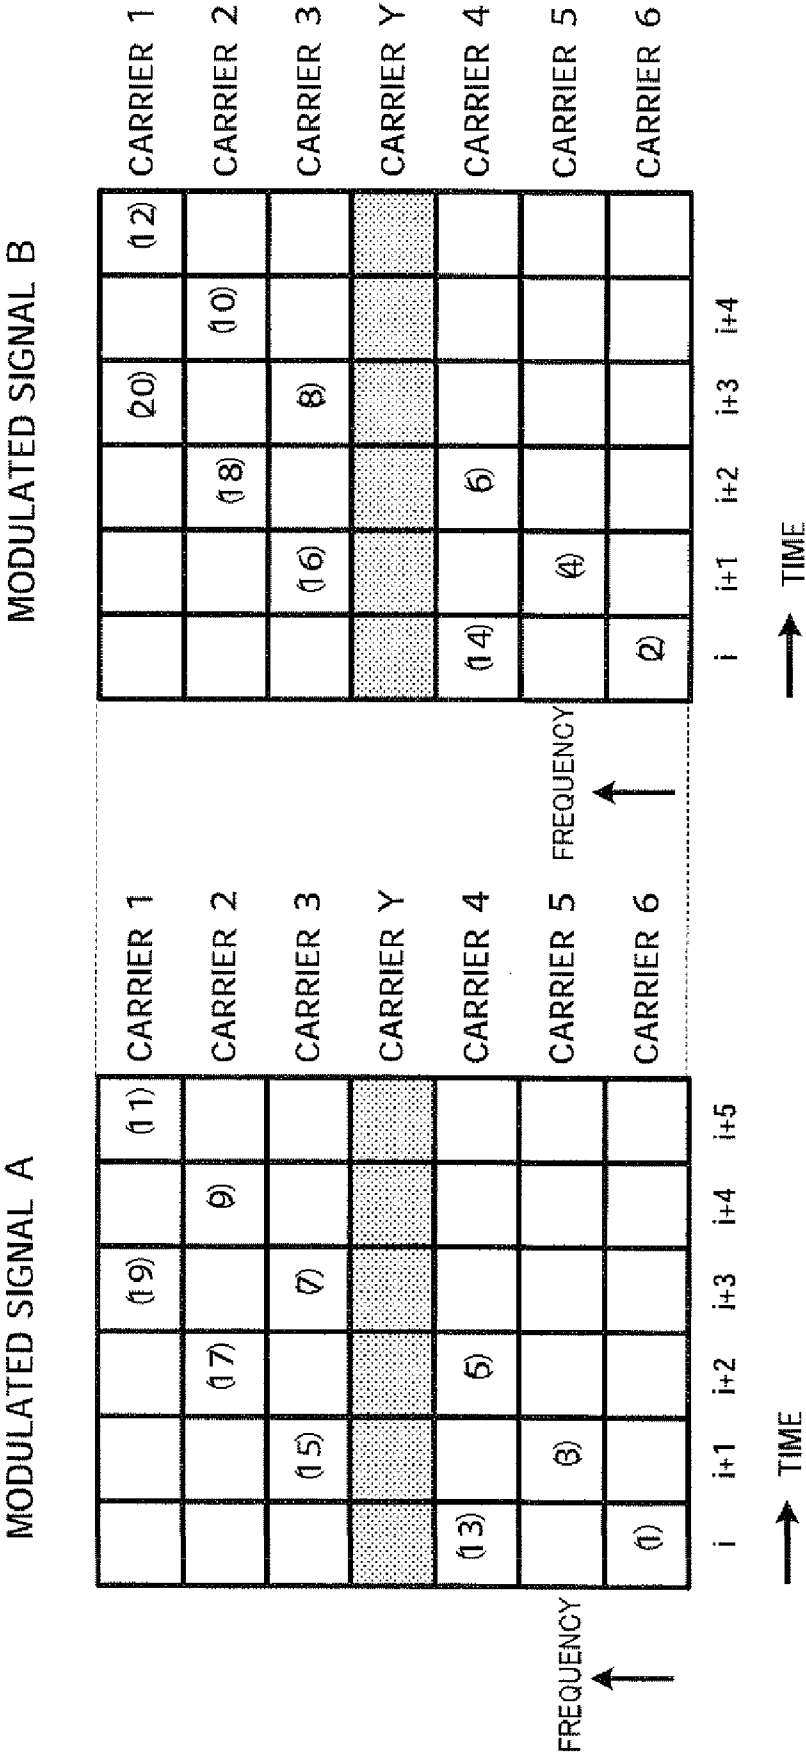 MODULATED SIGNAL A
(11) CARRIER 1
(19)
(9) CARRIER 2
(17)
(7) CARRIER 3
(15)
CARRIER Y
(5) CARRIER 4
(13)
(3) CARRIER 5
(1) CARRIER 6
i i+1 i+2 i+3 i+4 i+5
FREQUENCY
TIME
MODULATED SIGNAL B
(12) CARRIER 1
(20)
(10) CARRIER 2
(18)
(8) CARRIER 3
(16)
CARRIER Y
(6) CARRIER 4
(14)
(4) CARRIER 5
(2) CARRIER 6
i i+1 i+2 i+3 i+4
FREQUENCY
TIME